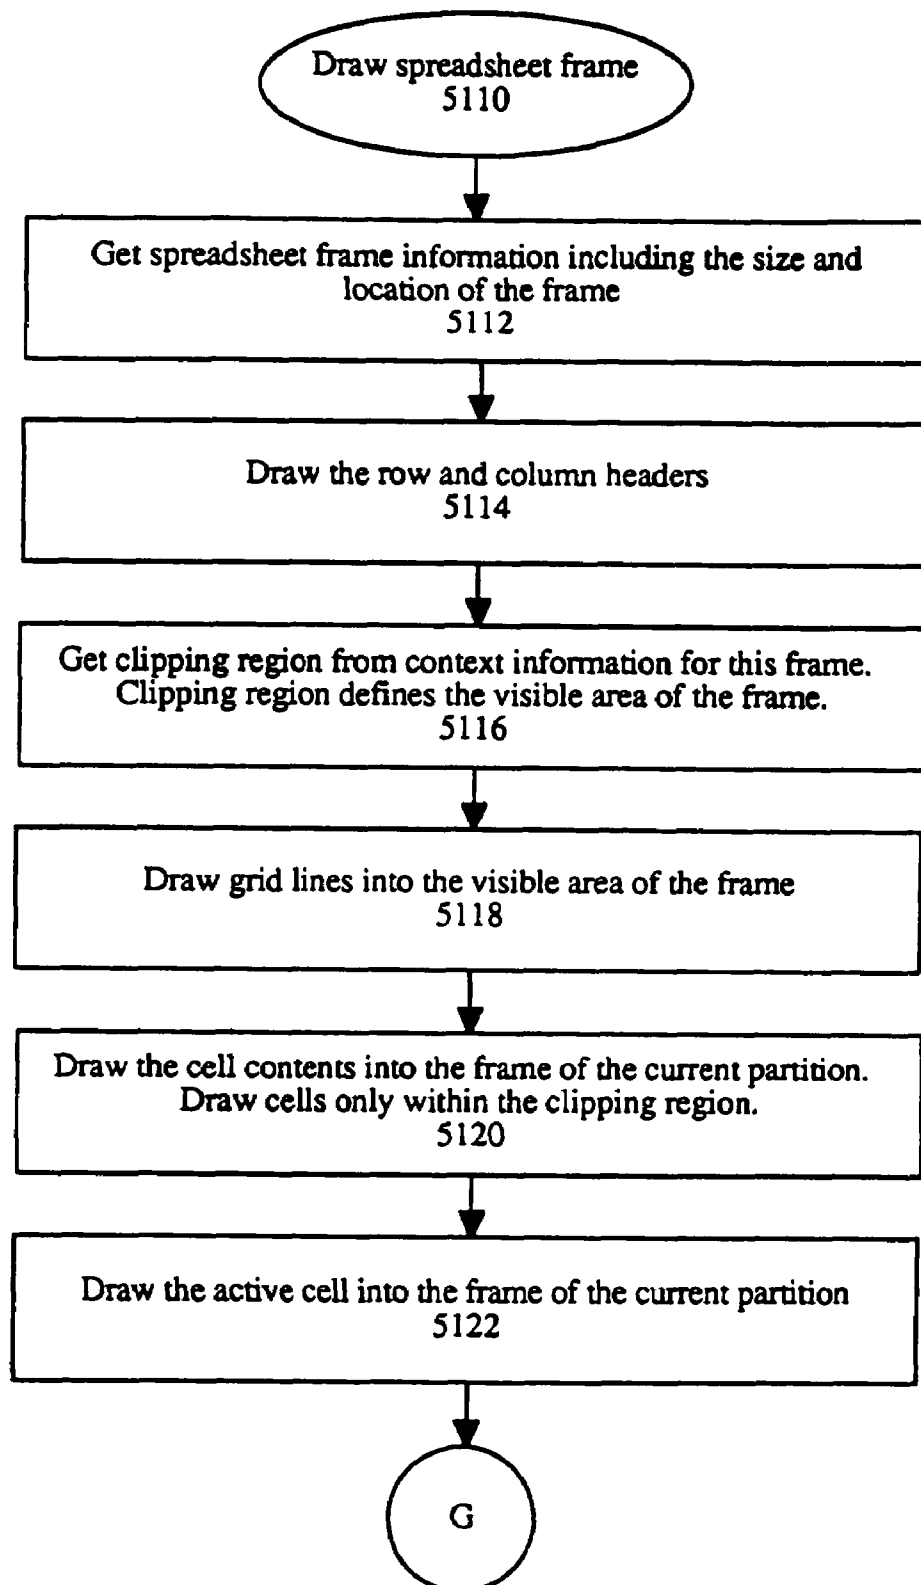 Draw spreadsheet frame
5110
Get spreadsheet frame information including the size and
location of the frame
5112
Draw the row and column headers
5114
Get clipping region from context information for this frame.
Clipping region defines the visible area of the frame.
5116
Draw grid lines into the visible area of the frame
5118
Draw the cell contents into the frame of the current partition.
Draw cells only within the clipping region.
5120
Draw the active cell into the frame of the current partition
5122
G